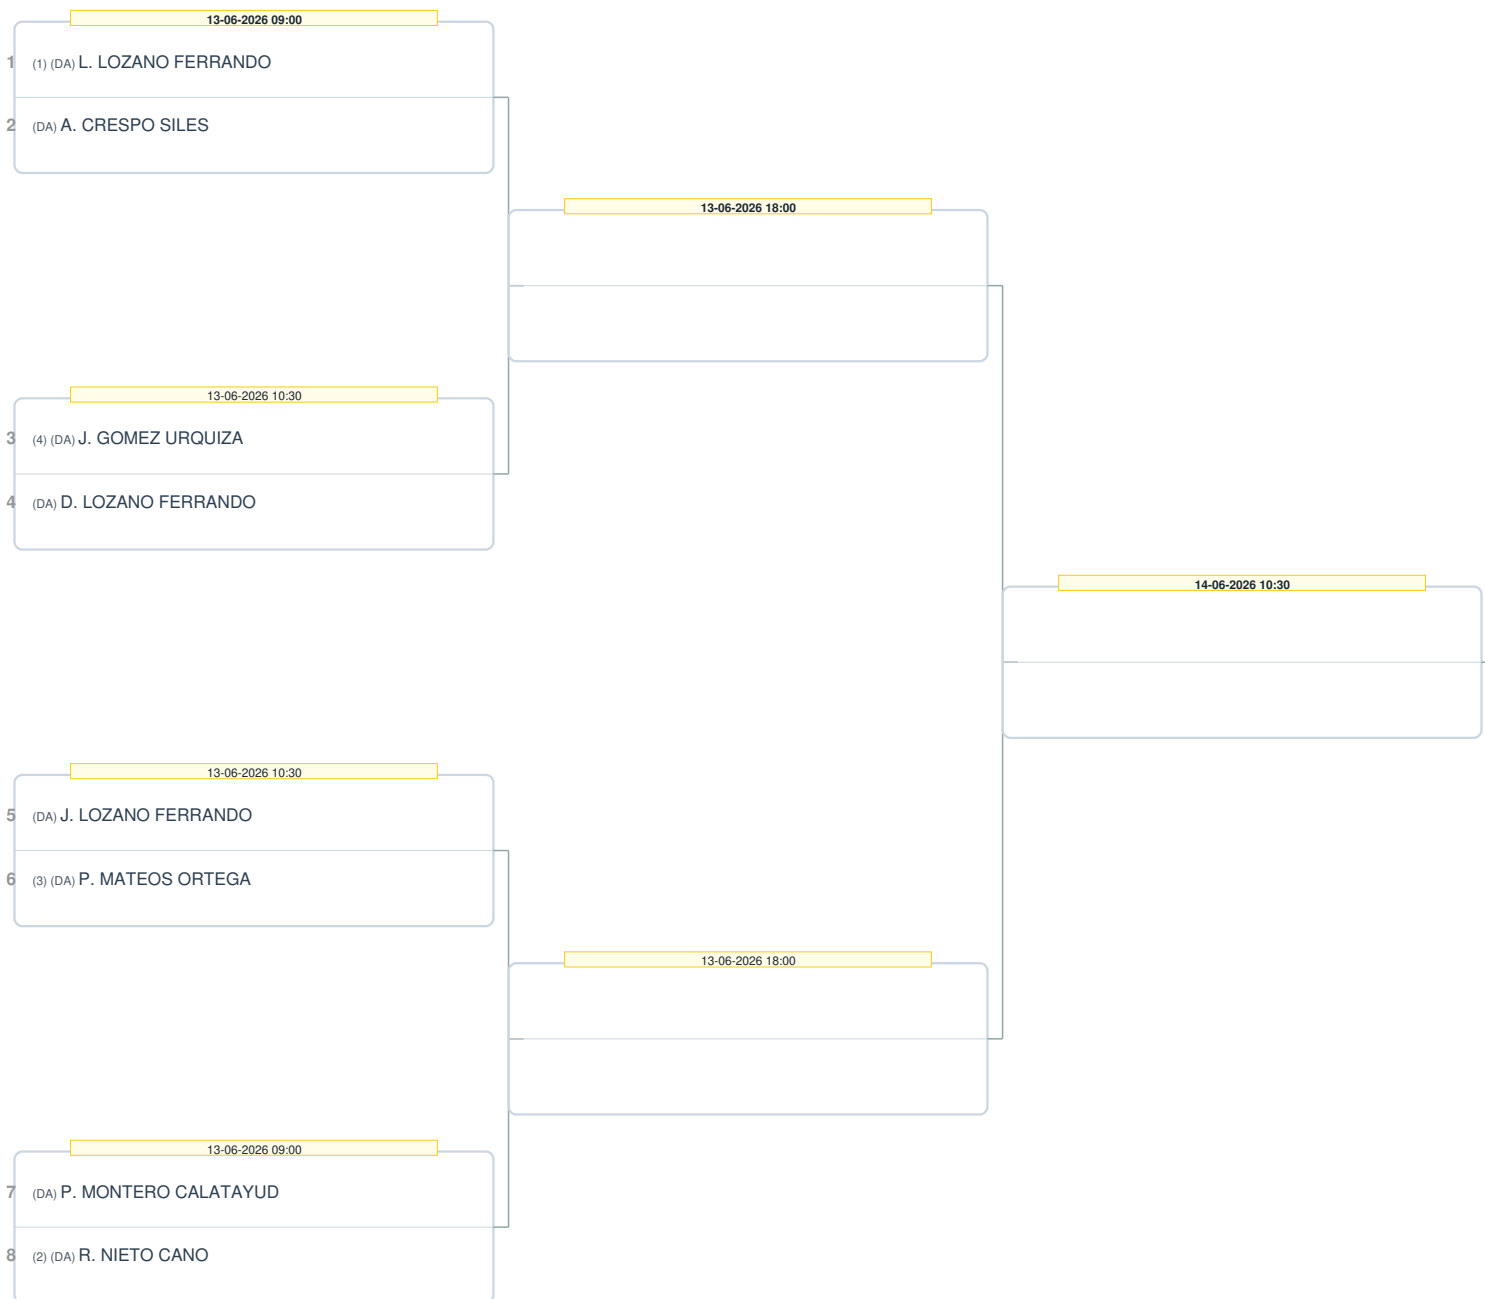 13-06-2026 09:00
1 (1) (DA) L. LOZANO FERRANDO
2 (DA) A. CRESPO SILES
13-06-2026 18:00
13-06-2026 10:30
3 (4) (DA) J. GOMEZ URQUIZA
4 (DA) D. LOZANO FERRANDO
14-06-2026 10:30
13-06-2026 10:30
5 (DA) J. LOZANO FERRANDO
6 (3) (DA) P. MATEOS ORTEGA
13-06-2026 18:00
13-06-2026 09:00
7 (DA) P. MONTERO CALATAYUD
8 (2) (DA) R. NIETO CANO